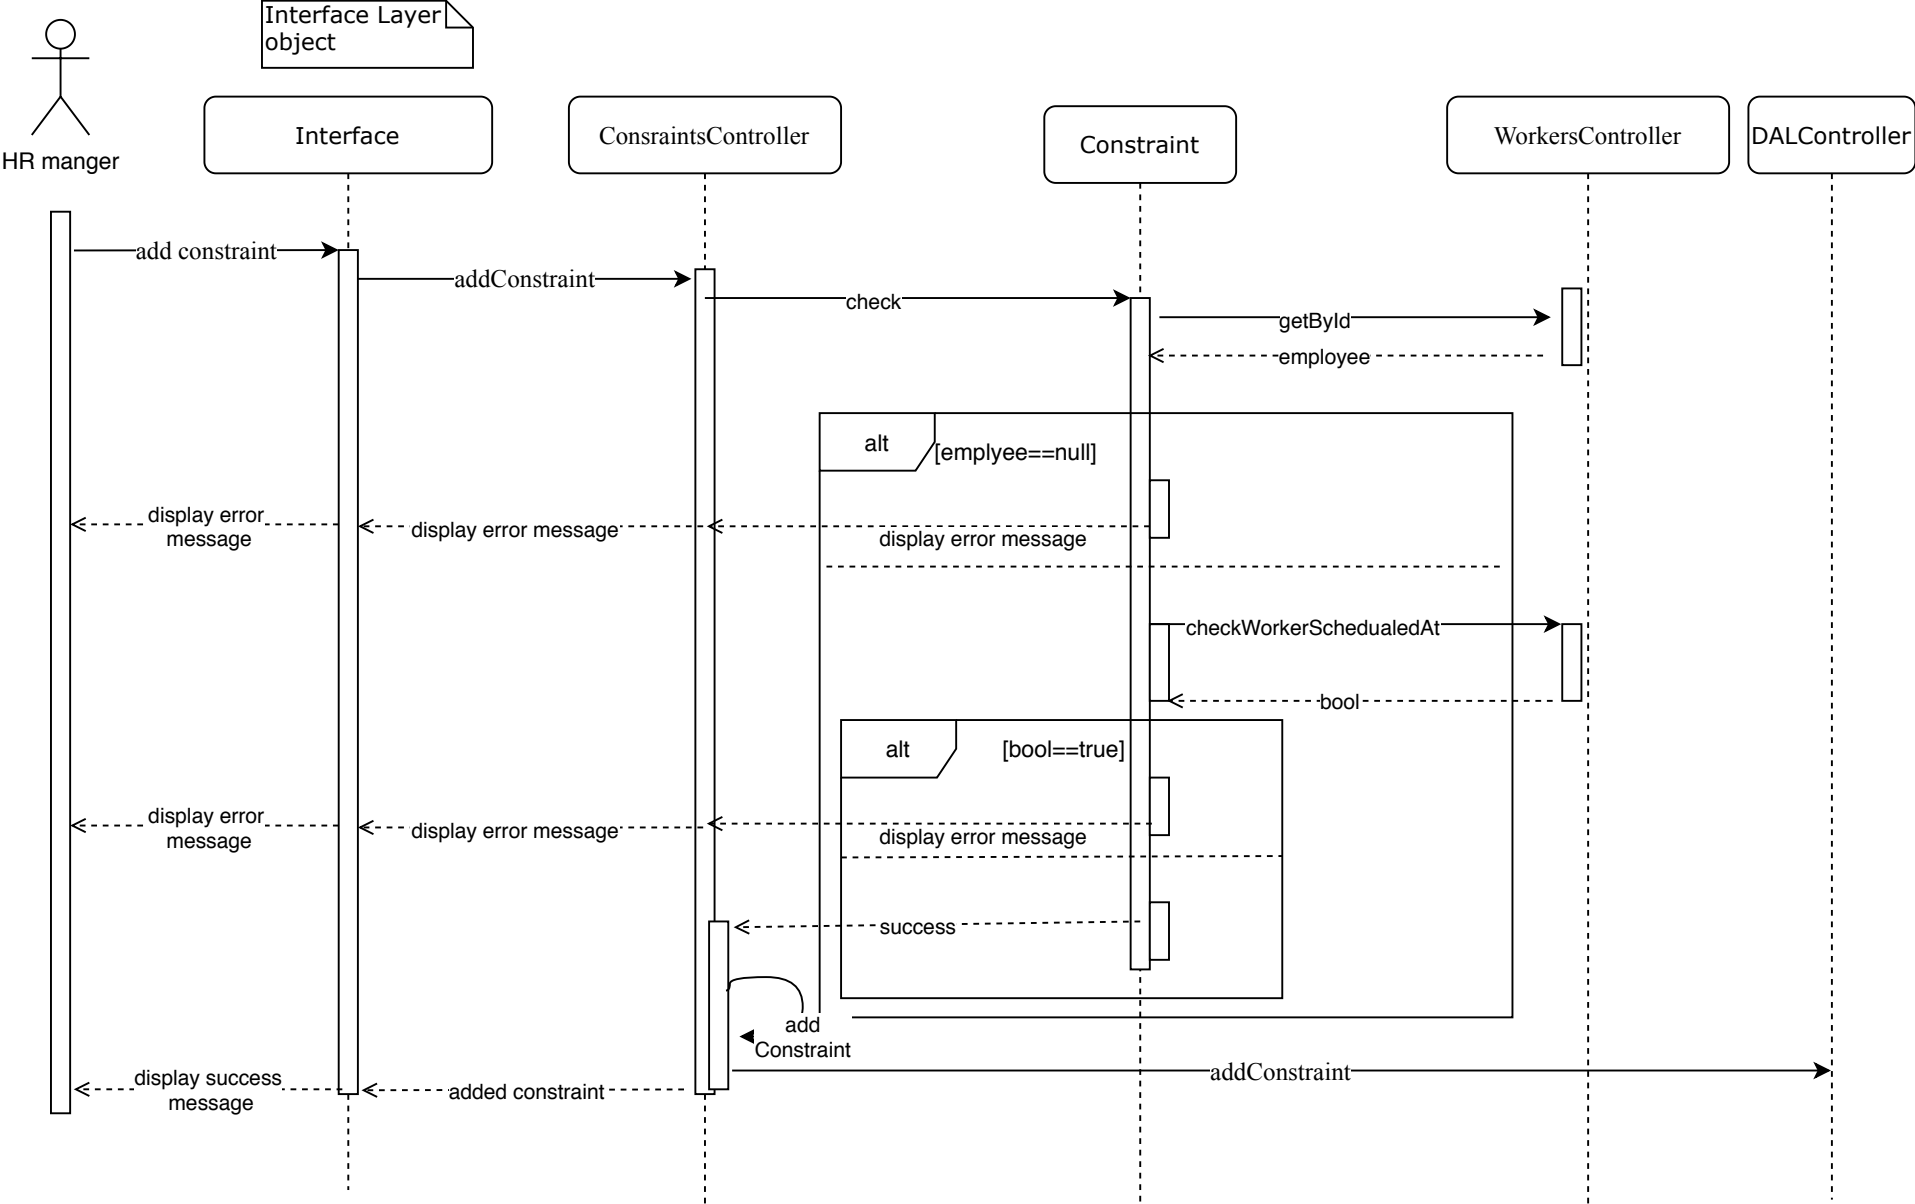 Interface Layer
object
HR manger
Interface
ConsraintsController
Constraint
WorkersController
DALController
add constraint
addConstraint
check
getById
employee
alt
[emplyee==null]
display error
message
display error message
display error message
checkWorkerSchedualedAt
bool
alt
[bool==true]
display error
message
display error message
display error message
success
add
Constraint
addConstraint
display success
message
added constraint